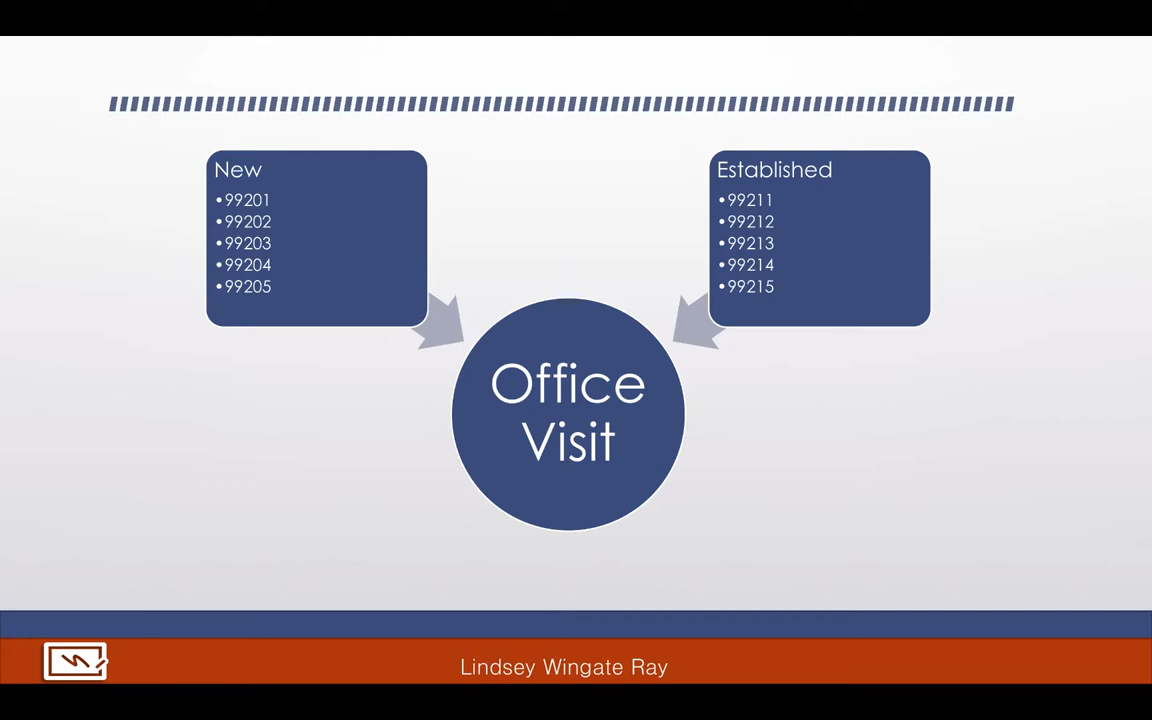 New
•99201
•99202
•99203
•99204
•99205
Established
•99211
•99212
•99213
•99214
•99215
Office
Visit
Lindsey Wingate Ray